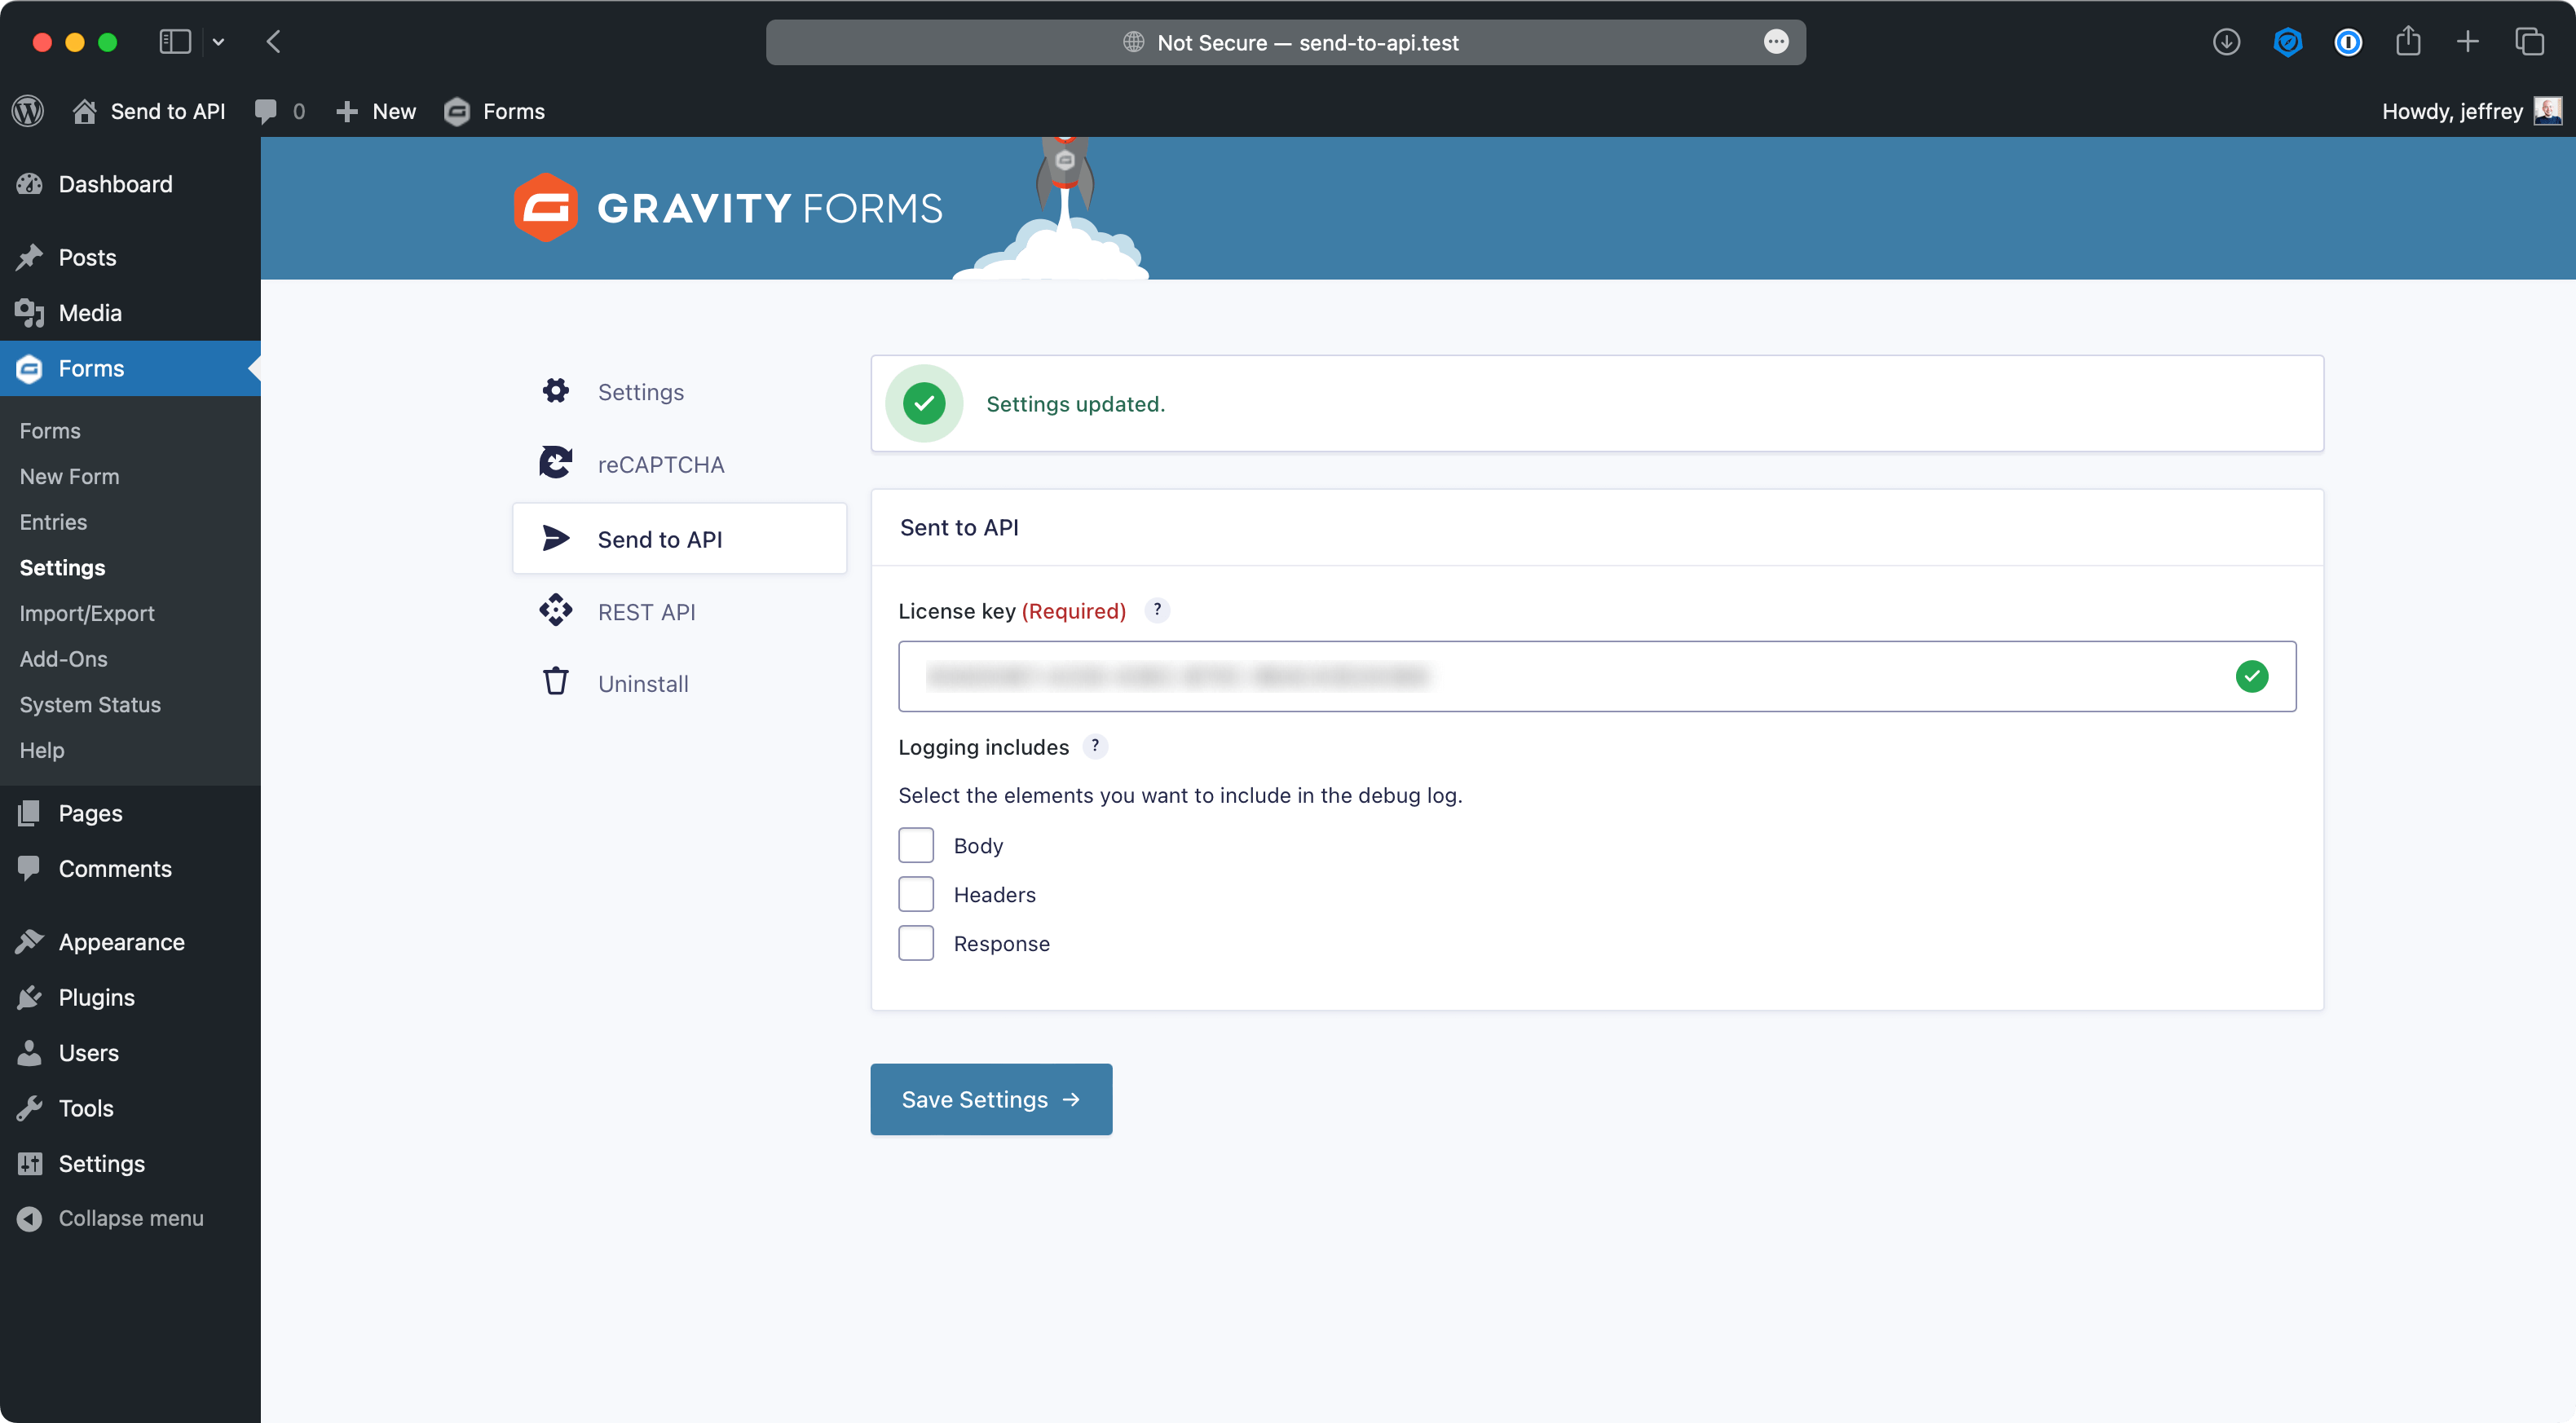 Not Secure — send-to-api.test
Send to API
0
New
Forms
Howdy, jeffrey
Dashboard
Posts
Media
Forms
Forms
New Form
Entries
Settings
Import/Export
Add-Ons
System Status
Help
Pages
Comments
Appearance
Plugins
Users
Tools
Settings
Collapse menu
GRAVITY FORMS
Settings
reCAPTCHA
Send to API
REST API
Uninstall
Settings updated.
Sent to API
License key (Required) ?
Logging includes ?
Select the elements you want to include in the debug log.
Body
Headers
Response
Save Settings →